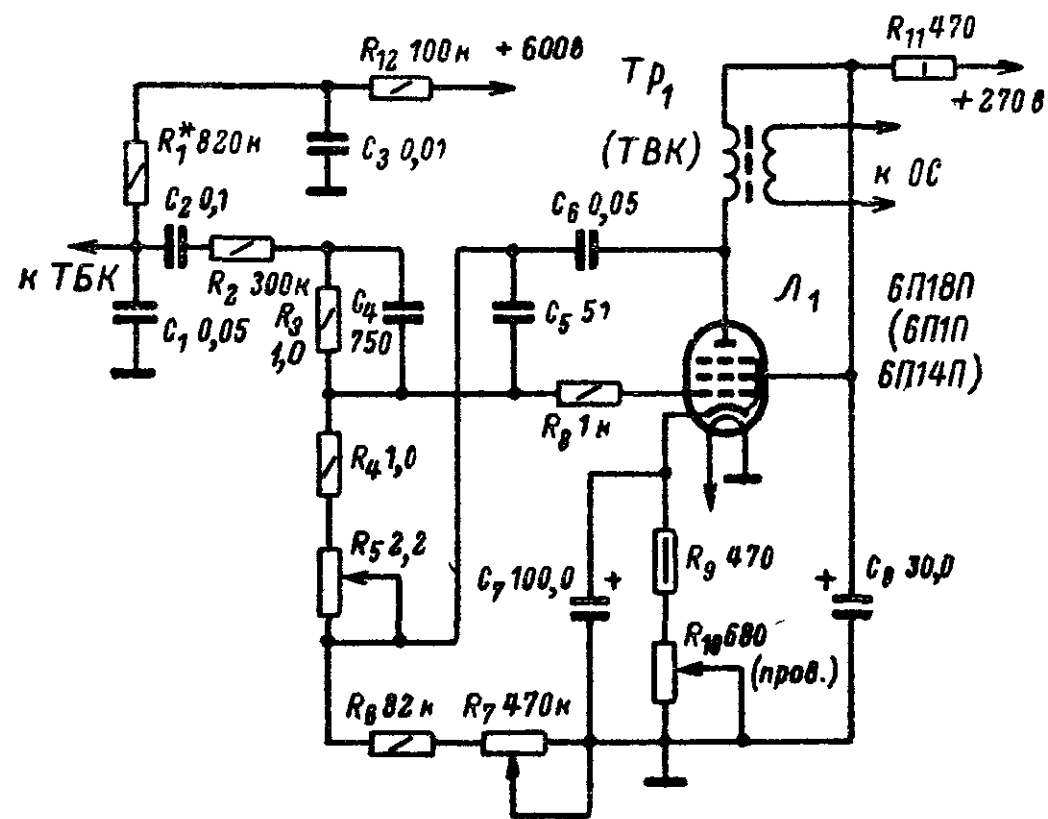 R12 100к + 600в
R11 470
+ 270 в
Тр1
(ТВК)
к ОС
R1* 820к
C3 0,01
C2 0,1
C6 0,05
к ТБК
R2 300к
C1 0,05
R3
1,0
C4
750
C5 51
Л1
6П18П
(6П1П
6П14П)
R8 1к
R4 1,0
R5 2,2
C7 100,0 +
R9 470
+ C8 30,0
R10 680
(пров.)
R6 82к
R7 470к